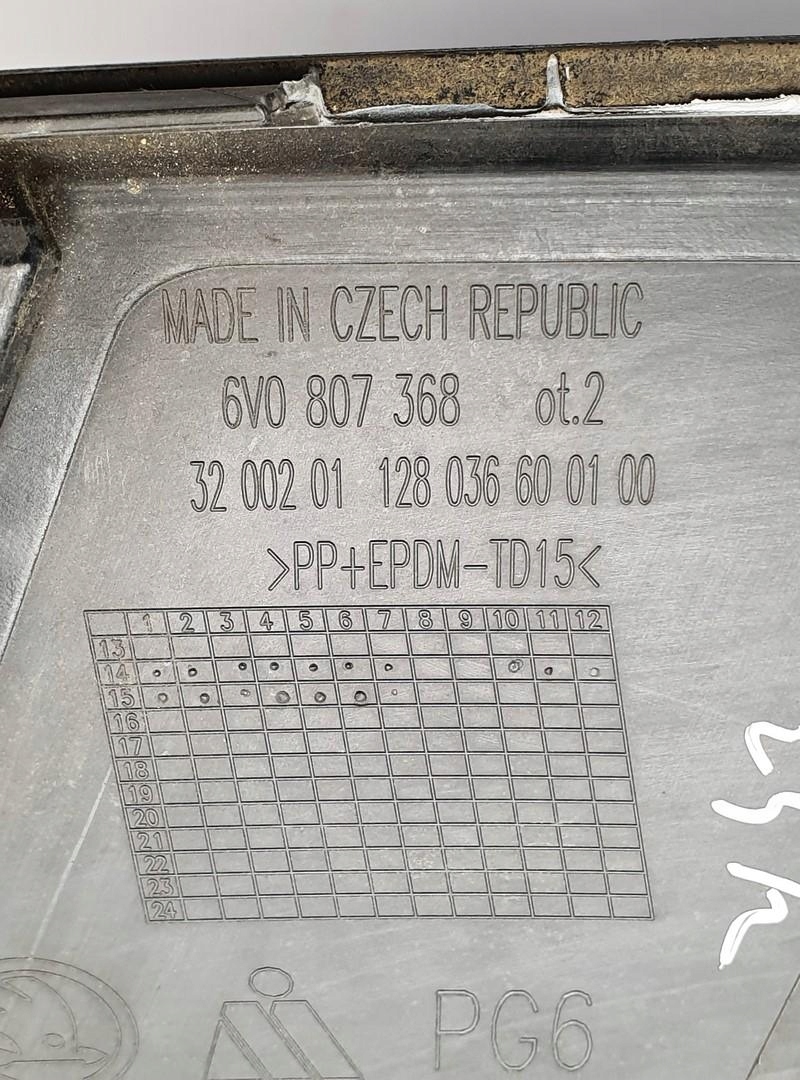 MADE IN CZECH REPUBLIC
6V0 807 368 ot.2
32 002 01 128 036 60 01 00
>PP+EPDM-TD15<
1 2 3 4 5 6 7 8 9 10 11 12
13
14
15
16
17
18
19
20
21
22
23
24
PG6